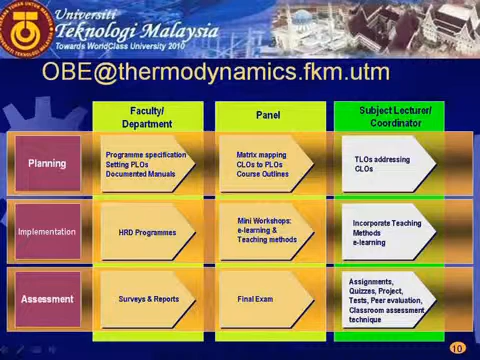 Universiti
Teknologi Malaysia
Towards WorldClass University 2010
OBE@thermodynamics.fkm.utm
Faculty/
Department
Panel
Subject Lecturer/
Coordinator
Planning
Programme specification
Setting PLOs
Documented Manuals
Matrix mapping
CLOs to PLOs
Course Outlines
TLOs addressing
CLOs
Implementation
HRD Programmes
Mini Workshops:
e-learning &
Teaching methods
Incorporate Teaching
Methods
e-learning
Assessment
Surveys & Reports
Final Exam
Assignments,
Quizzes, Project,
Tests, Peer evaluation,
Classroom assessment
technique
10